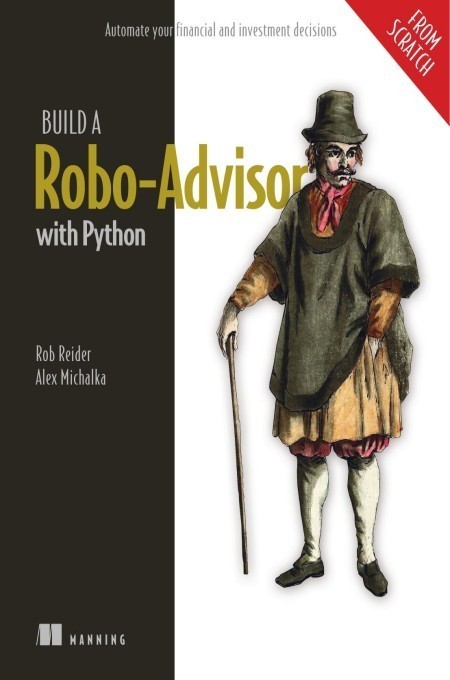 Automate your financial and investment decisions
FROM
SCRATCH
BUILD A
Robo-Advisor
with Python
Rob Reider
Alex Michalka
MANNING